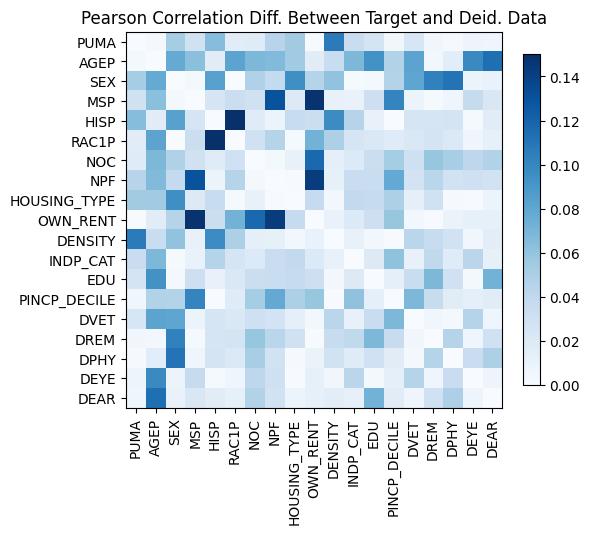 Pearson Correlation Diff. Between Target and Deid. Data
PUMA
AGEP
SEX
MSP
HISP
RAC1P
NOC
NPF
HOUSING_TYPE
OWN_RENT
DENSITY
INDP_CAT
EDU
PINCP_DECILE
DVET
DREM
DPHY
DEYE
DEAR
PUMA
AGEP
SEX
MSP
HISP
RAC1P
NOC
NPF
HOUSING_TYPE
OWN_RENT
DENSITY
INDP_CAT
EDU
PINCP_DECILE
DVET
DREM
DPHY
DEYE
DEAR
0.14
0.12
0.10
0.08
0.06
0.04
0.02
0.00